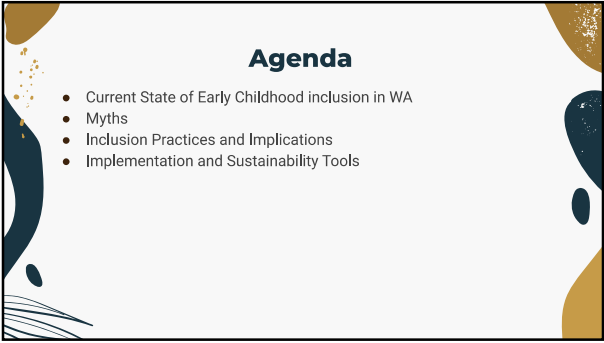 Agenda
● Current State of Early Childhood inclusion in WA
● Myths
● Inclusion Practices and Implications
● Implementation and Sustainability Tools